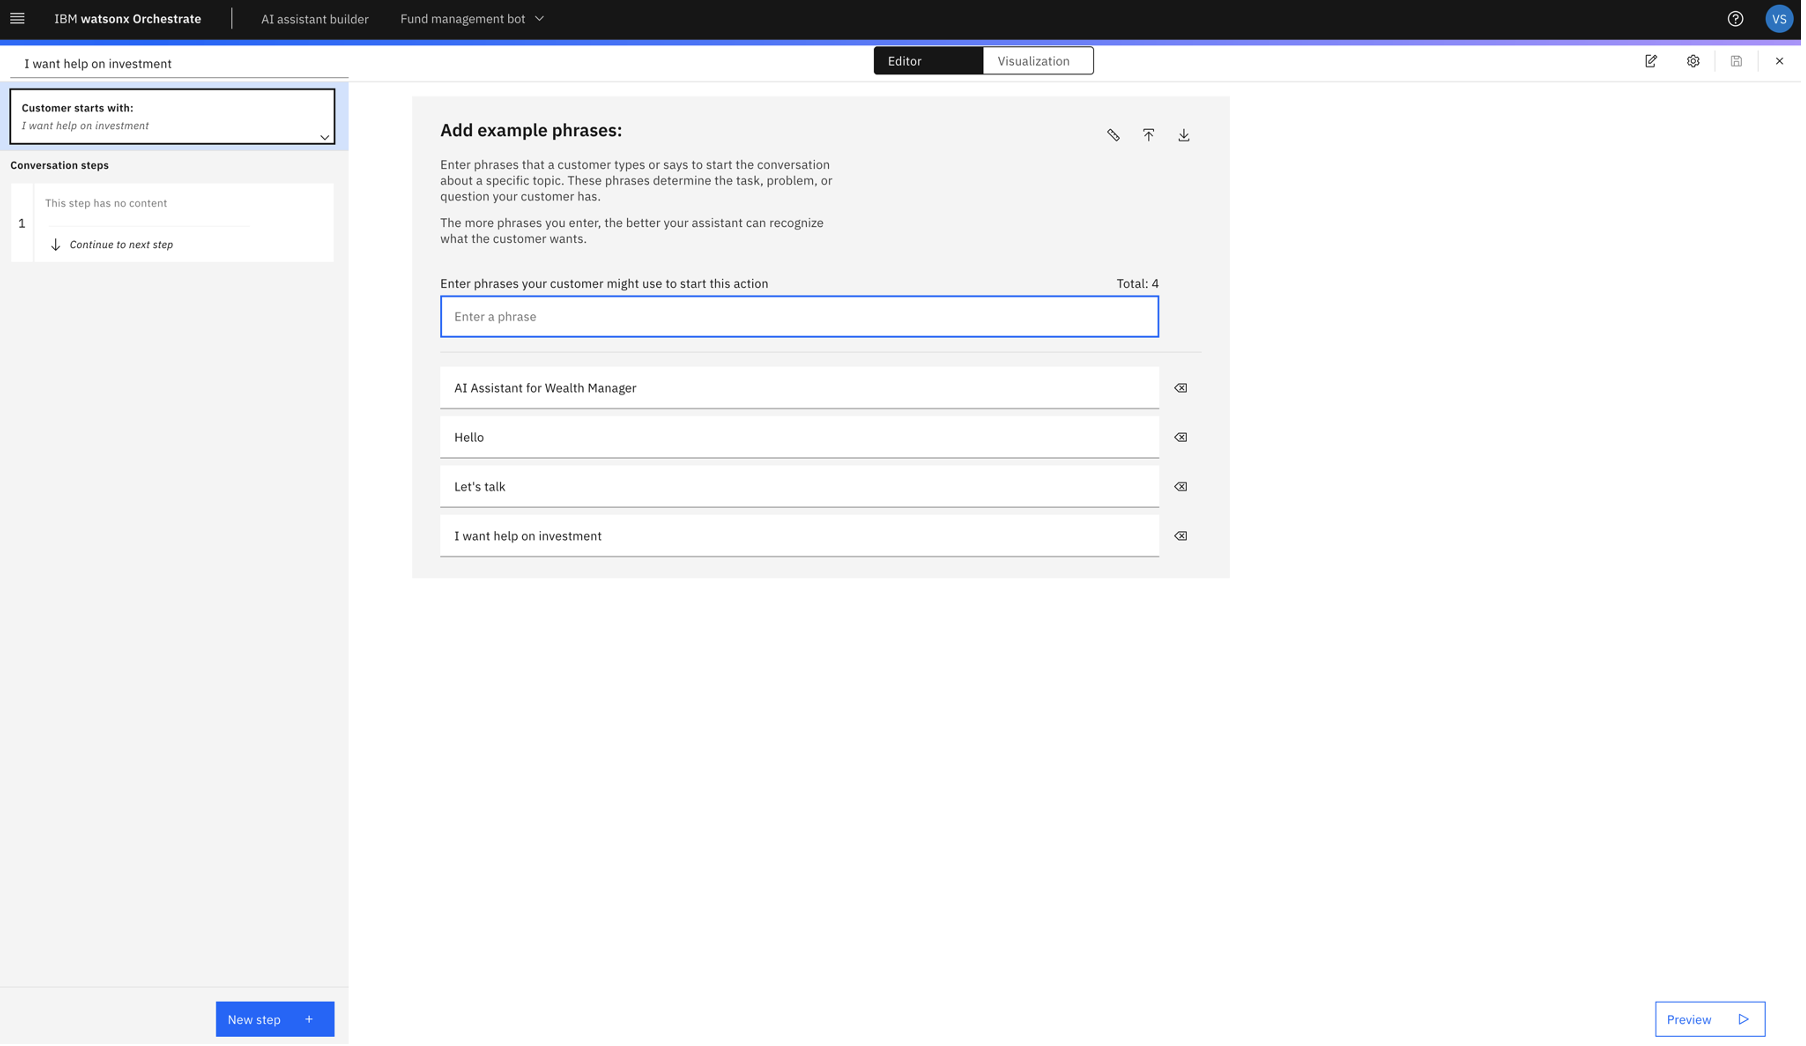 IBM watsonx Orchestrate
AI assistant builder
Fund management bot
VS
I want help on investment
Editor
Visualization
Customer starts with:
I want help on investment
Conversation steps
1
This step has no content
Continue to next step
Add example phrases:
Enter phrases that a customer types or says to start the conversation
about a specific topic. These phrases determine the task, problem, or
question your customer has.
The more phrases you enter, the better your assistant can recognize
what the customer wants.
Enter phrases your customer might use to start this action
Total: 4
Enter a phrase
AI Assistant for Wealth Manager
Hello
Let's talk
I want help on investment
New step +
Preview